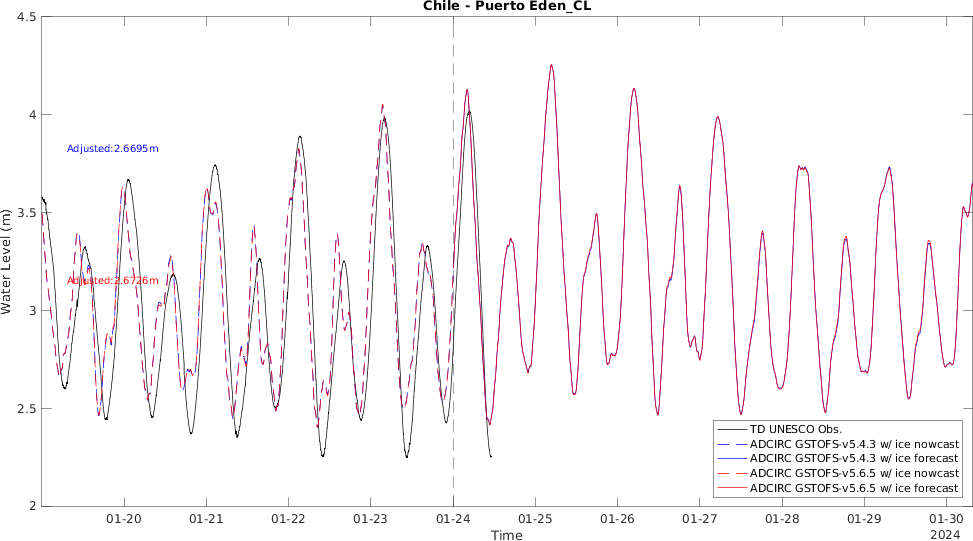 Chile - Puerto Eden_CL
4.5
4
3.5
3
2.5
2
Water Level (m)
Adjusted:2.6695m
Adjusted:2.6726m
TD UNESCO Obs.
ADCIRC GSTOFS-v5.4.3 w/ ice nowcast
ADCIRC GSTOFS-v5.4.3 w/ ice forecast
ADCIRC GSTOFS-v5.6.5 w/ ice nowcast
ADCIRC GSTOFS-v5.6.5 w/ ice forecast
01-20 01-21 01-22 01-23 01-24 01-25 01-26 01-27 01-28 01-29 01-30
2024
Time